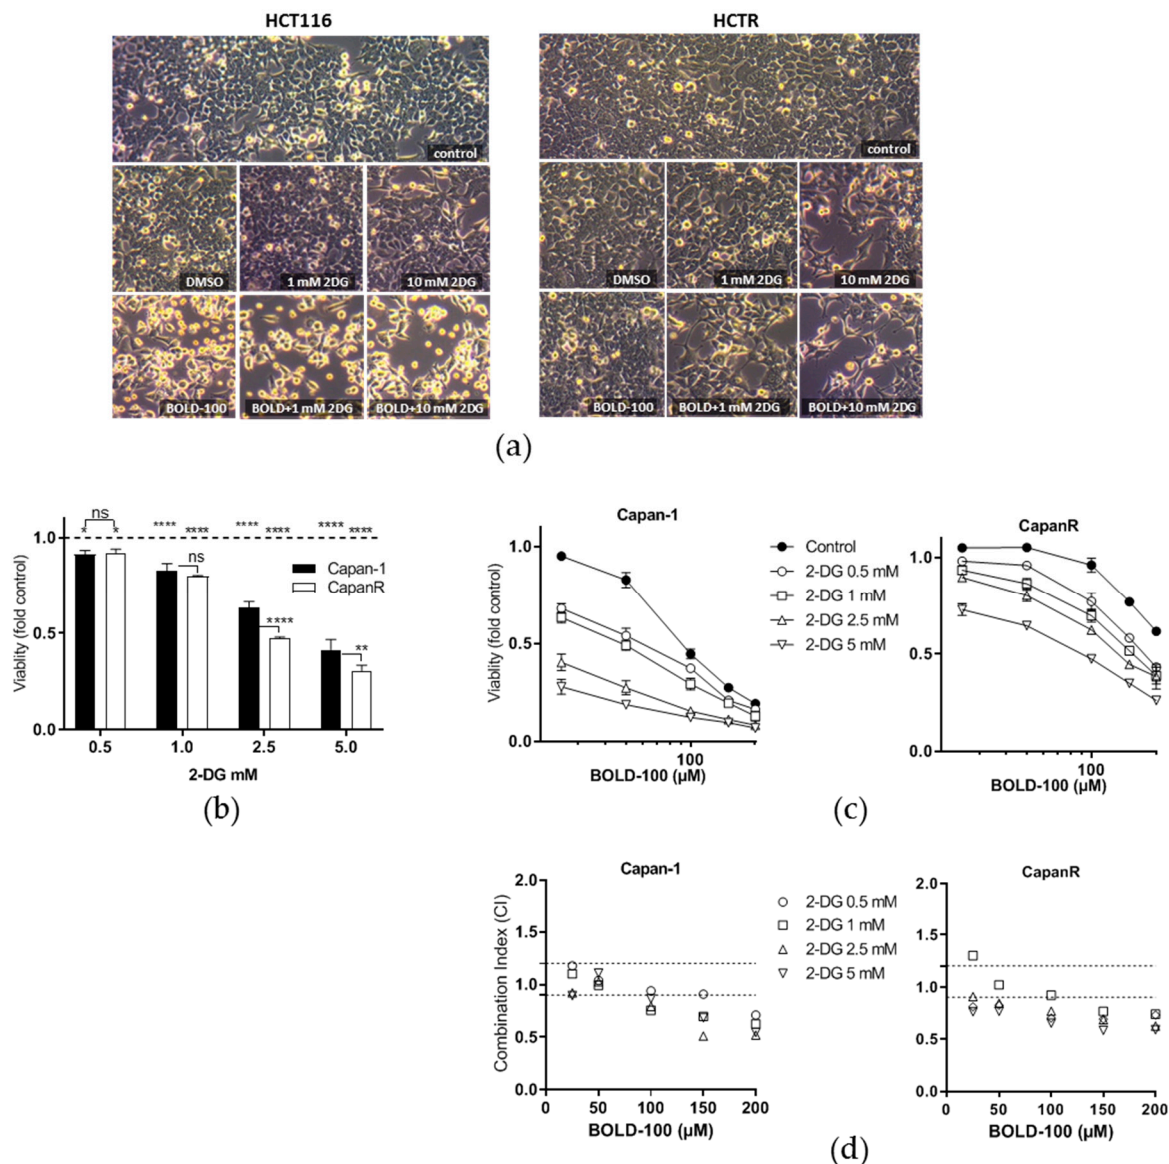 HCT116 HCTR
control control
DMSO 1 mM 2DG 10 mM 2DG DMSO 1 mM 2DG 10 mM 2DG
BOLD-100 BOLD+1 mM 2DG BOLD+10 mM 2DG BOLD-100 BOLD+1 mM 2DG BOLD+10 mM 2DG
(a)
Viablity (fold control)
1.0
0.5
0.0
ns
* * **** **** **** **** **** ****
ns
****
**
Capan-1
CapanR
0.5 1.0 2.5 5.0
2-DG mM
(b)
Capan-1
Viablity (fold control)
1.0
0.5
0.0
100
BOLD-100 (µM)
Control
2-DG 0.5 mM
2-DG 1 mM
2-DG 2.5 mM
2-DG 5 mM
CapanR
1.0
0.5
0.0
100
BOLD-100 (µM)
(c)
Capan-1
Combination Index (CI)
2.0
1.5
1.0
0.5
0.0
0 50 100 150 200
BOLD-100 (µM)
2-DG 0.5 mM
2-DG 1 mM
2-DG 2.5 mM
2-DG 5 mM
CapanR
2.0
1.5
1.0
0.5
0.0
0 50 100 150 200
BOLD-100 (µM)
(d)